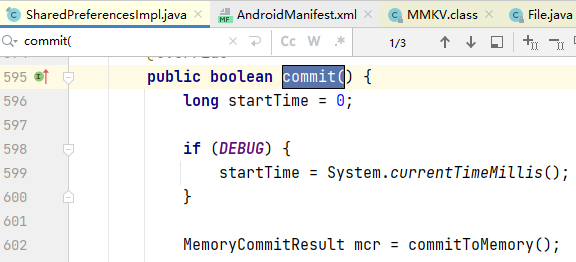 SharedPreferencesImpl.java AndroidManifest.xml MMKV.class File.java
commit( Cc W .* 1/3
595 public boolean commit() {
596 long startTime = 0;
597
598 if (DEBUG) {
599 startTime = System.currentTimeMillis();
600 }
601
602 MemoryCommitResult mcr = commitToMemory();